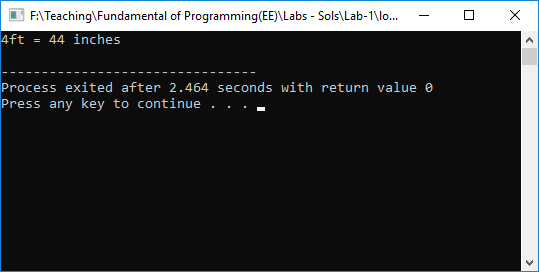 F:\Teaching\Fundamental of Programming(EE)\Labs - Sols\Lab-1\lo...
4ft = 44 inches
--------------------------------
Process exited after 2.464 seconds with return value 0
Press any key to continue . . .